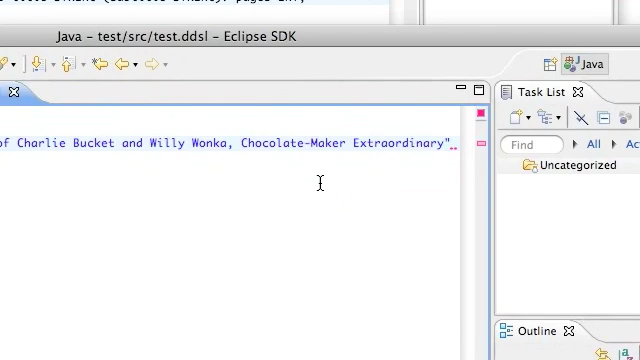 Java - test/src/test.ddsl - Eclipse SDK
Java
Task List
of Charlie Bucket and Willy Wonka, Chocolate-Maker Extraordinary"
Find
All
Ac
Uncategorized
Outline